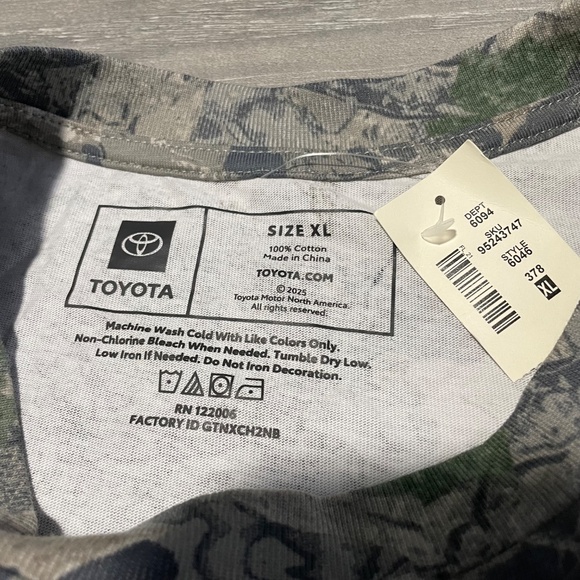 TOYOTA
SIZE XL
100% Cotton
Made in China
TOYOTA.COM
© 2025
Toyota Motor North America.
All rights reserved.
Machine Wash Cold With Like Colors Only.
Non-Chlorine Bleach When Needed. Tumble Dry Low.
Low Iron If Needed. Do Not Iron Decoration.
RN 122006
FACTORY ID GTNXCH2NB
DEPT
6094
SKU
95243747
STYLE
6046
378
XL